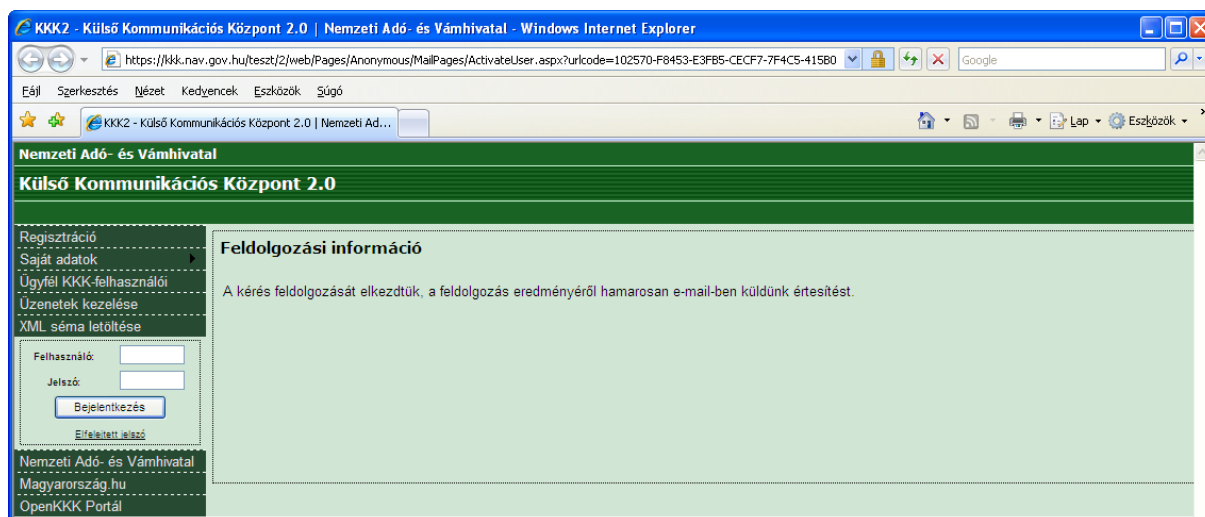 KKK2 - Külső Kommunikációs Központ 2.0 | Nemzeti Adó- és Vámhivatal - Windows Internet Explorer
https://kkk.nav.gov.hu/teszt/2/web/Pages/Anonymous/MailPages/ActivateUser.aspx?urlcode=102570-F8453-E3FB5-CECF7-7F4C5-415B0
Google
Fájl Szerkesztés Nézet Kedvencek Eszközök Súgó
KKK2 - Külső Kommunikációs Központ 2.0 | Nemzeti Ad...
Lap Eszközök
Nemzeti Adó- és Vámhivatal
Külső Kommunikációs Központ 2.0
Regisztráció
Saját adatok
Ügyfél KKK-felhasználói
Üzenetek kezelése
XML séma letöltése
Felhasználó:
Jelszó:
Bejelentkezés
Elfelejtett jelszó
Nemzeti Adó- és Vámhivatal
Magyarország.hu
OpenKKK Portál
Feldolgozási információ
A kérés feldolgozását elkezdtük, a feldolgozás eredményéről hamarosan e-mail-ben küldünk értesítést.